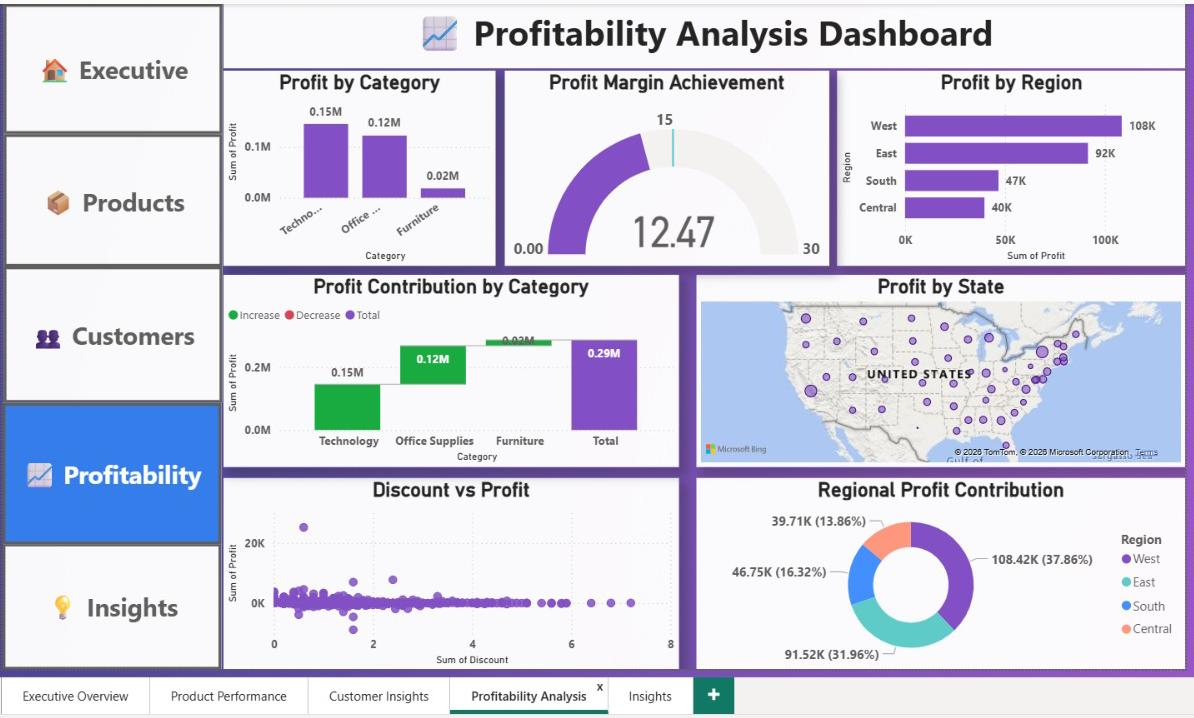 Executive
Products
Customers
Profitability
Insights
Profitability Analysis Dashboard
Profit by Category
Sum of Profit
0.1M
0.0M
0.15M
0.12M
0.02M
Techno...
Office ...
Furniture
Category
Profit Margin Achievement
15
0.00
12.47
30
Profit by Region
Region
West
108K
East
92K
South
47K
Central
40K
0K
50K
100K
Sum of Profit
Profit Contribution by Category
Increase
Decrease
Total
Sum of Profit
0.2M
0.0M
0.15M
0.12M
0.02M
0.29M
Technology
Office Supplies
Furniture
Total
Category
Profit by State
UNITED STATES
Microsoft Bing
Gulf of
© 2026 TomTom, © 2026 Microsoft Corporation Terms
Discount vs Profit
Sum of Profit
20K
0K
0
2
4
6
8
Sum of Discount
Regional Profit Contribution
39.71K (13.86%)
46.75K (16.32%)
108.42K (37.86%)
91.52K (31.96%)
Region
West
East
South
Central
Executive Overview
Product Performance
Customer Insights
Profitability Analysis
x
Insights
+